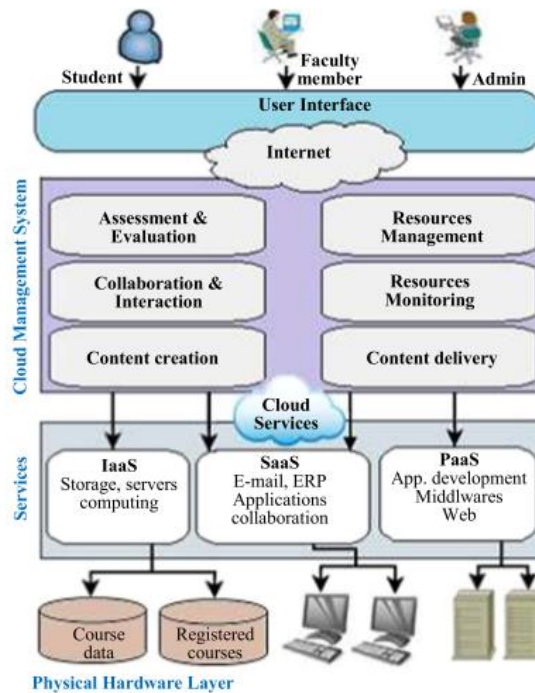 Student
Faculty
member
Admin
User Interface
Internet
Cloud Management System
Assessment &
Evaluation
Resources
Management
Collaboration &
Interaction
Resources
Monitoring
Content creation
Content delivery
Cloud
Services
Services
IaaS
Storage, servers
computing
SaaS
E-mail, ERP
Applications
collaboration
PaaS
App. development
Middlwares
Web
Course
data
Registered
courses
Physical Hardware Layer